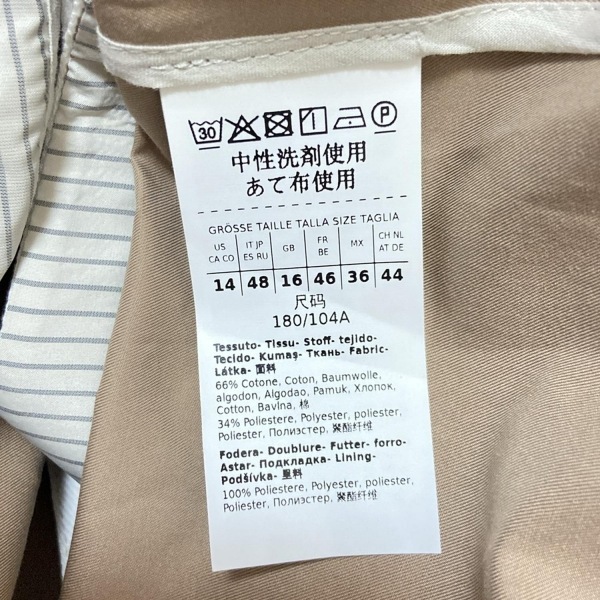 30 P
中性洗剤使用
あて布使用
GRÖSSE TAILLE TALLA SIZE TAGLIA
US CA CO | IT JP ES RU | GB | FR BE | MX | CH NL AT DE
14 | 48 | 16 | 46 | 36 | 44
尺码
180/104A
Tessuto- Tissu- Stoff- tejido-
Tecido- Kumaş- Ткань- Fabric-
Látka- 面料
66% Cotone, Coton, Baumwolle,
algodon, Algodao, Pamuk, Хлопок,
Cotton, Bavlna, 棉
34% Poliestere, Polyester, poliester,
Poliester, Полиэстер, 聚酯纤维
Fodera- Doublure- Futter- forro-
Astar- Подкладка- Lining-
Podšívka- 里料
100% Poliestere, Polyester, poliester,
Poliester, Полиэстер, 聚酯纤维